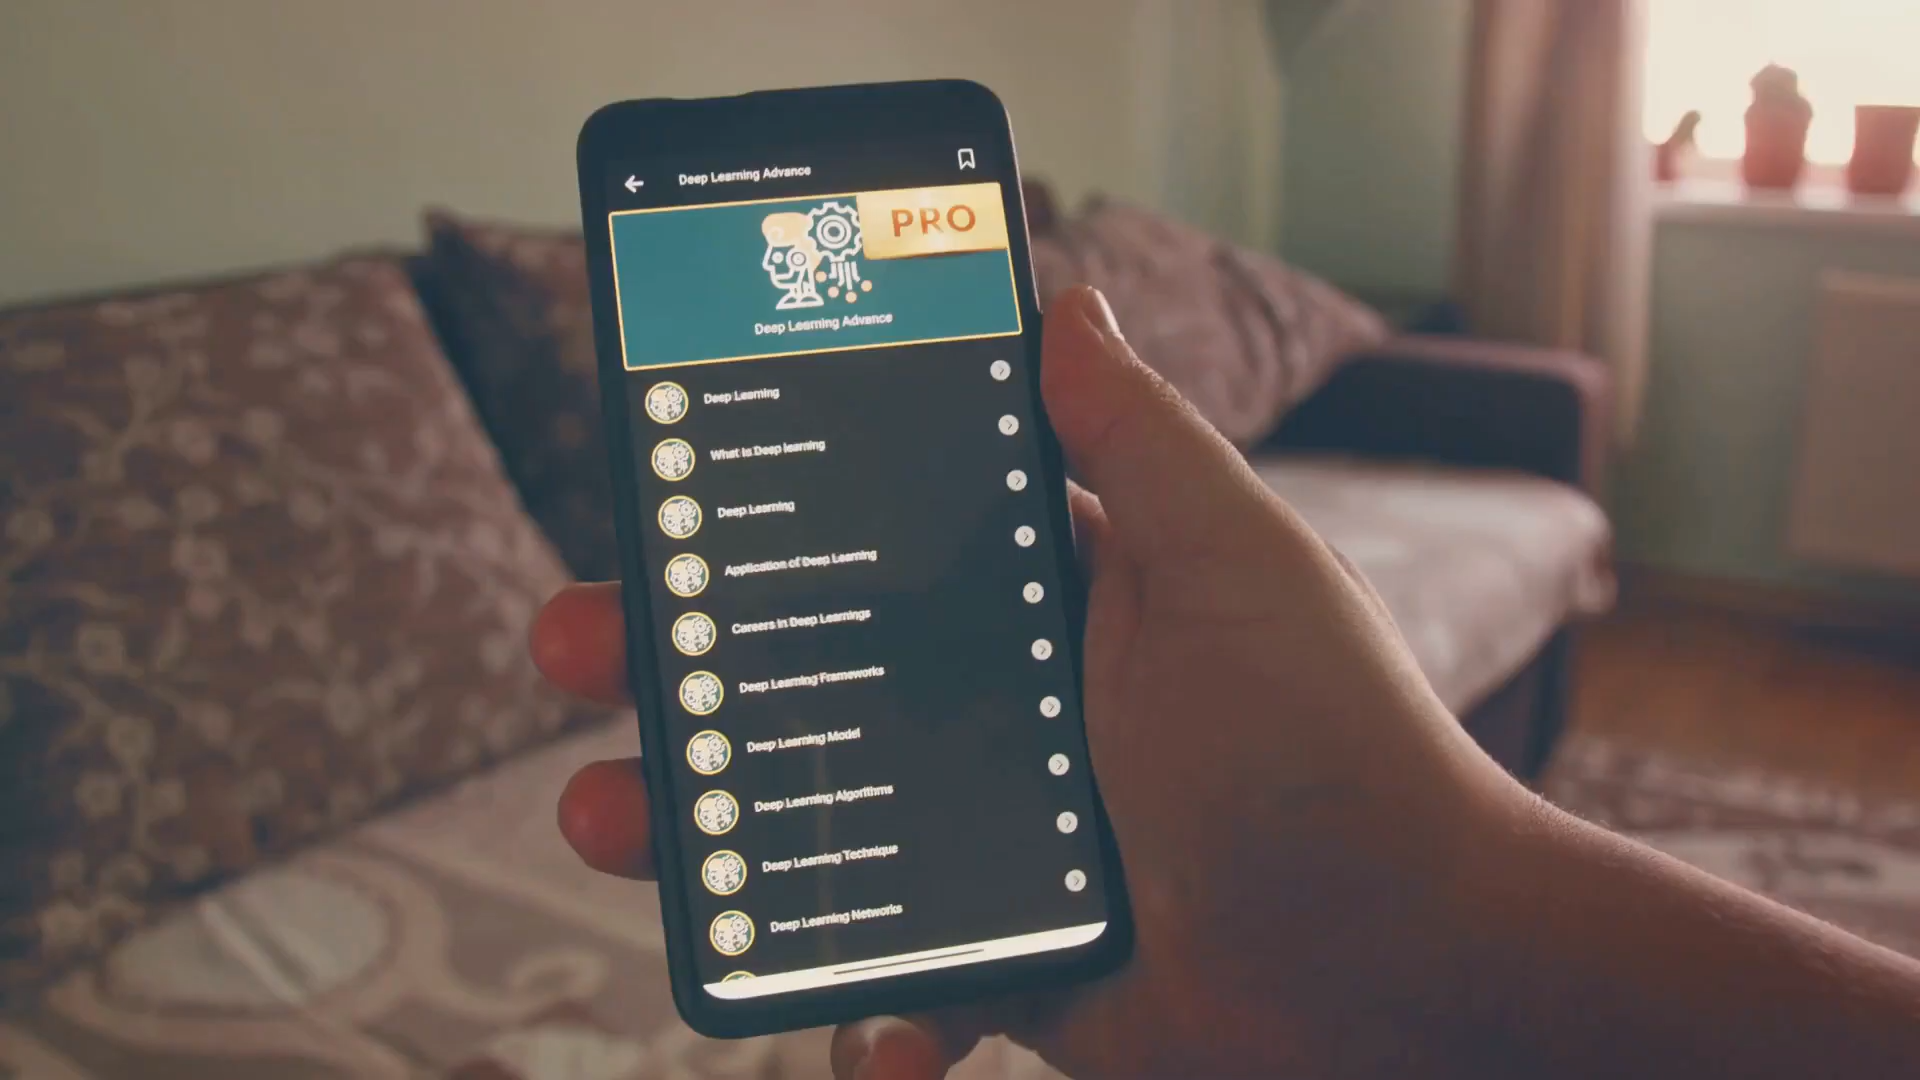 Deep Learning Advance
PRO
Deep Learning Advance
Deep Learning
What is Deep learning
Deep Learning
Application of Deep Learning
Careers in Deep Learnings
Deep Learning Frameworks
Deep Learning Model
Deep Learning Algorithms
Deep Learning Technique
Deep Learning Networks